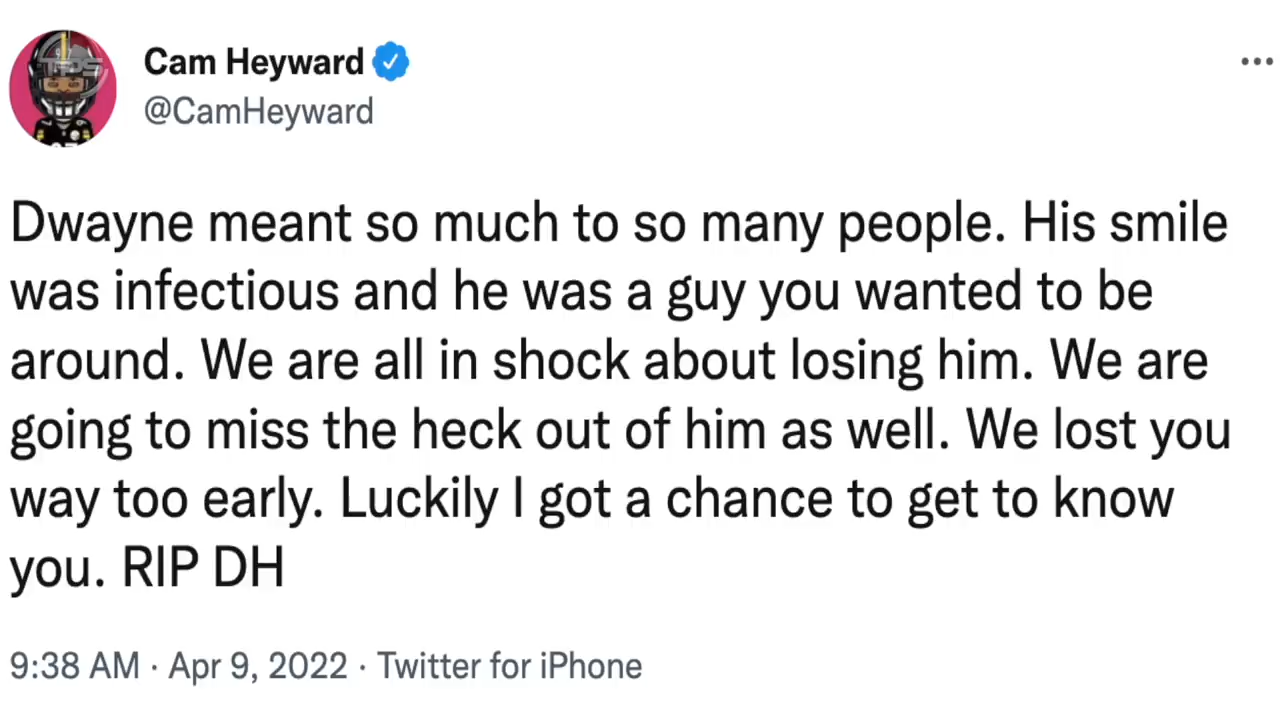 Cam Heyward
@CamHeyward
Dwayne meant so much to so many people. His smile
was infectious and he was a guy you wanted to be
around. We are all in shock about losing him. We are
going to miss the heck out of him as well. We lost you
way too early. Luckily I got a chance to get to know
you. RIP DH
9:38 AM · Apr 9, 2022 · Twitter for iPhone